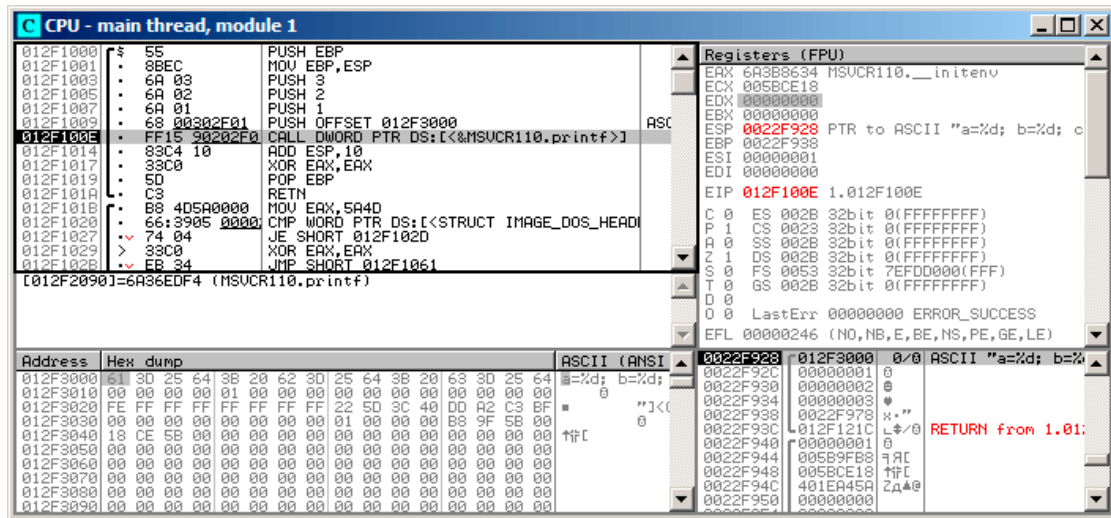 CPU - main thread, module 1
012F1000 $ 55 PUSH EBP
012F1001 . 8BEC MOV EBP,ESP
012F1003 . 6A 03 PUSH 3
012F1005 . 6A 02 PUSH 2
012F1007 . 6A 01 PUSH 1
012F1009 . 68 00302F01 PUSH OFFSET 012F3000 ASC
012F100E . FF15 90202F0 CALL DWORD PTR DS:[<&MSVCR110.printf>]
012F1014 . 83C4 10 ADD ESP,10
012F1017 . 33C0 XOR EAX,EAX
012F1019 . 5D POP EBP
012F101A . C3 RETN
012F101B . B8 4D5A0000 MOV EAX,5A4D
012F1020 . 66:3905 0000 CMP WORD PTR DS:[<STRUCT IMAGE_DOS_HEAD
012F1027 . 74 04 JE SHORT 012F102D
012F1029 > 33C0 XOR EAX,EAX
012F102B . EB 34 JMP SHORT 012F1061
[012F2090]=6A36EDF4 (MSVCR110.printf)
Registers (FPU)
EAX 6A3B8634 MSVCR110.__initenv
ECX 005BCE18
EDX 00000000
EBX 00000000
ESP 0022F928 PTR to ASCII "a=%d; b=%d; c
EBP 0022F938
ESI 00000001
EDI 00000000
EIP 012F100E 1.012F100E
C 0 ES 002B 32bit 0(FFFFFFFF)
P 1 CS 0023 32bit 0(FFFFFFFF)
A 0 SS 002B 32bit 0(FFFFFFFF)
Z 1 DS 002B 32bit 0(FFFFFFFF)
S 0 FS 0053 32bit 7EFDD000(FFF)
T 0 GS 002B 32bit 0(FFFFFFFF)
D 0
O 0 LastErr 00000000 ERROR_SUCCESS
EFL 00000246 (NO,NB,E,BE,NS,PE,GE,LE)
Address Hex dump ASCII (ANSI
012F3000 61 3D 25 64 3B 20 62 3D 25 64 3B 20 63 3D 25 64 a=%d; b=%d;
012F3010 00 00 00 00 01 00 00 00 00 00 00 00 00 00 00 00
012F3020 FE FF FF FF FF FF FF FF 22 5D 3C 40 DD A2 C3 BF "]<
012F3030 00 00 00 00 00 00 00 00 01 00 00 00 B8 9F 5B 00
012F3040 18 CE 5B 00 00 00 00 00 00 00 00 00 00 00 00 00
012F3050 00 00 00 00 00 00 00 00 00 00 00 00 00 00 00 00
012F3060 00 00 00 00 00 00 00 00 00 00 00 00 00 00 00 00
012F3070 00 00 00 00 00 00 00 00 00 00 00 00 00 00 00 00
012F3080 00 00 00 00 00 00 00 00 00 00 00 00 00 00 00 00
012F3090 00 00 00 00 00 00 00 00 00 00 00 00 00 00 00 00
0022F928 012F3000 0/0 ASCII "a=%d; b=%
0022F92C 00000001
0022F930 00000002
0022F934 00000003
0022F938 0022F978
0022F93C 012F121C RETURN from 1.01
0022F940 00000001
0022F944 005B9FB8
0022F948 005BCE18
0022F94C 401EA45A
0022F950 00000000